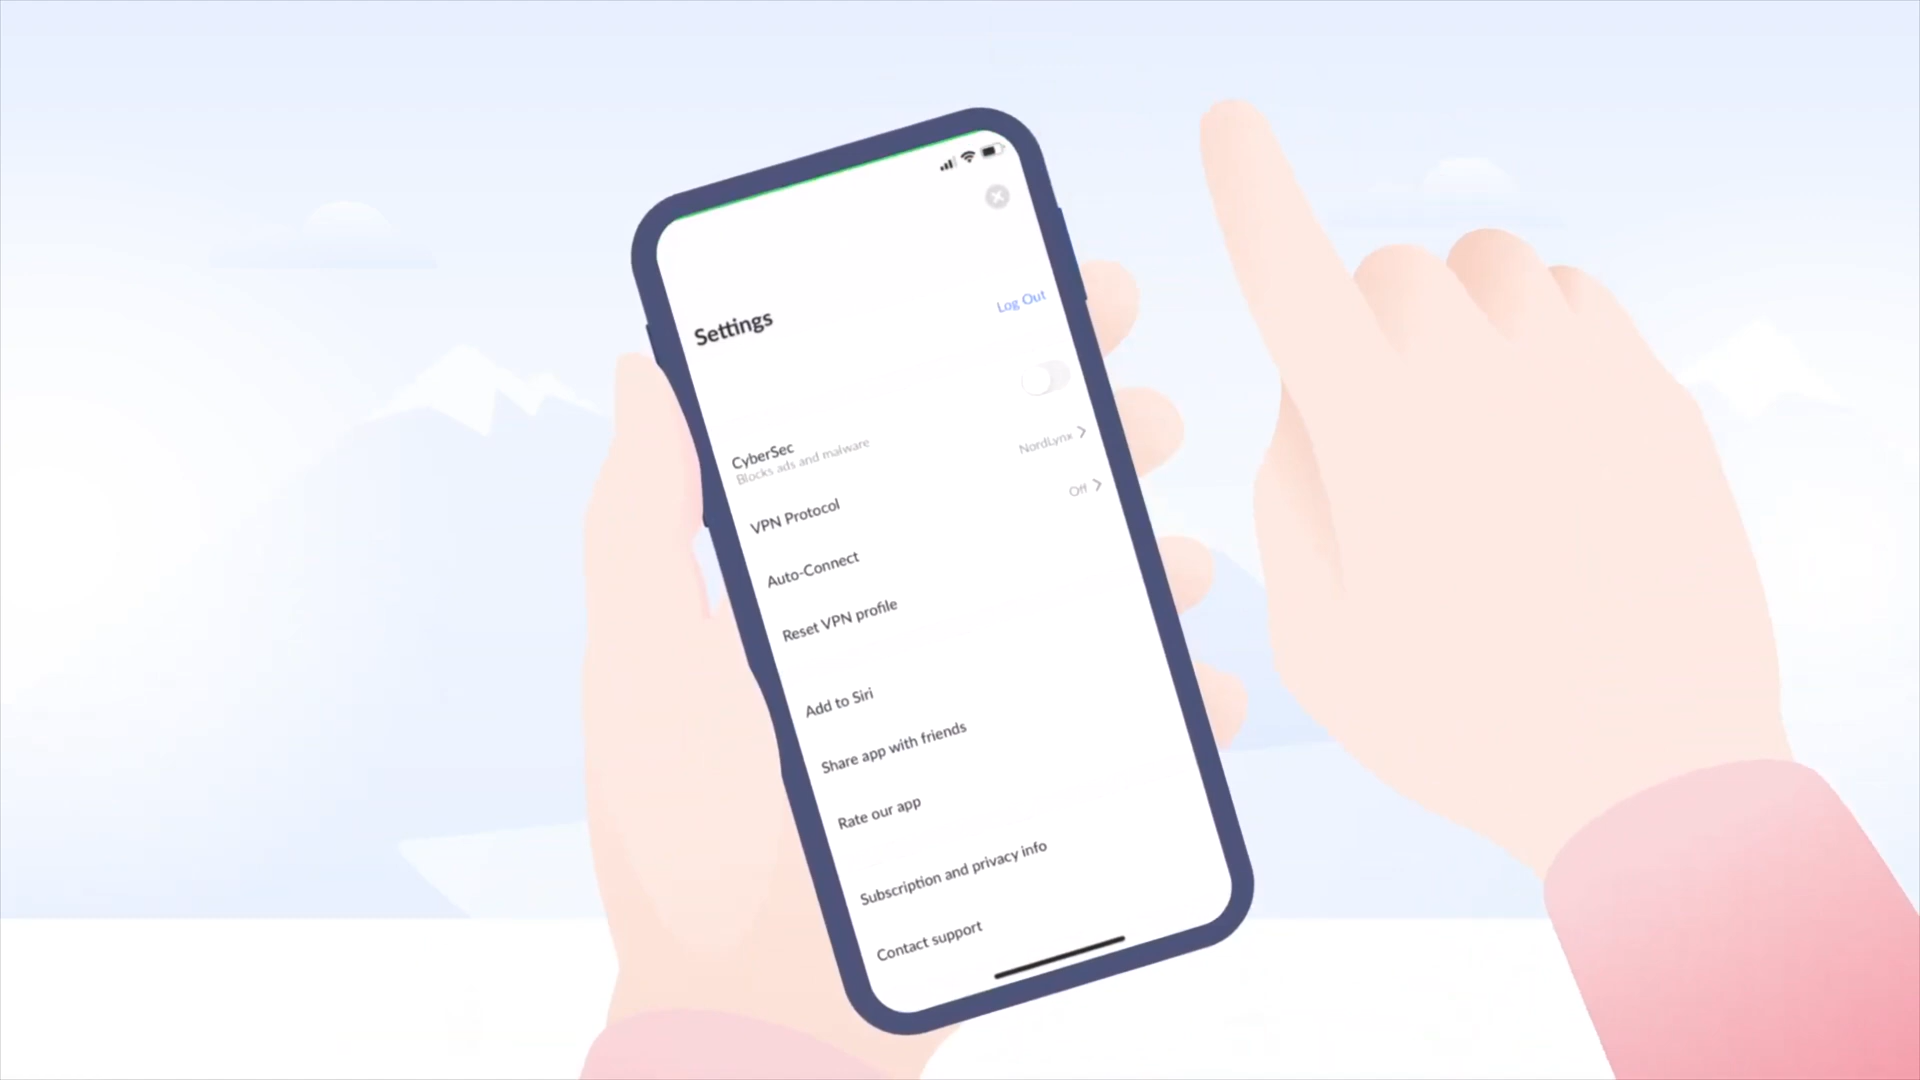 Settings
Log Out
CyberSec
Blocks ads and malware
VPN Protocol
NordLynx
Auto-Connect
Off
Reset VPN profile
Add to Siri
Share app with friends
Rate our app
Subscription and privacy info
Contact support